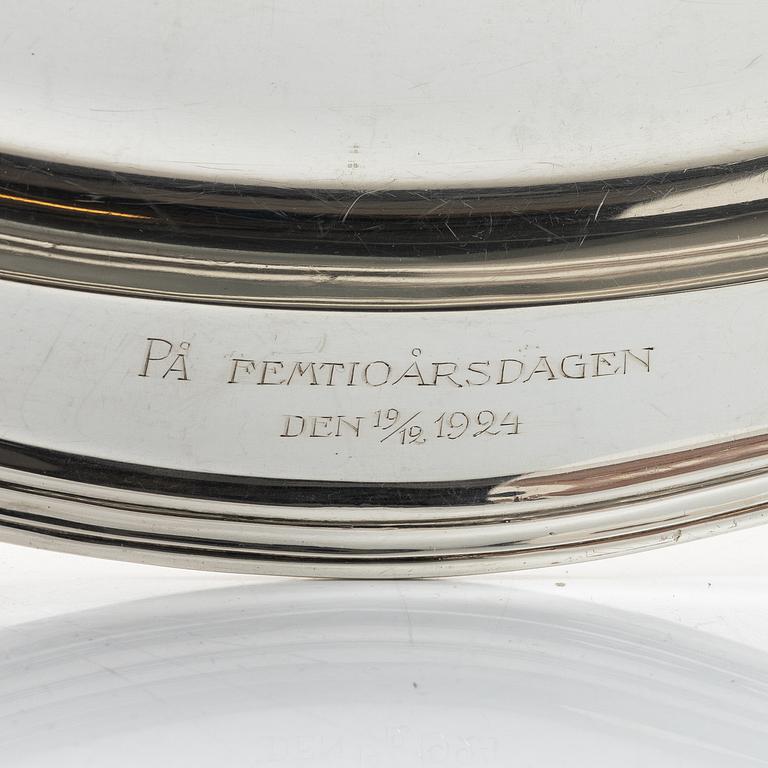 PÅ FEMTIOÅRSDAGEN
DEN 19/12 1924